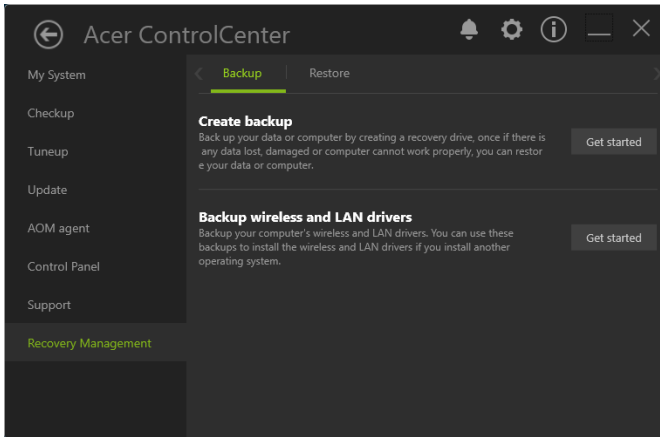 Acer ControlCenter
My System
Checkup
Tuneup
Update
AOM agent
Control Panel
Support
Recovery Management
Backup
Restore
Create backup
Back up your data or computer by creating a recovery drive, once if there is
any data lost, damaged or computer cannot work properly, you can restor
e your data or computer.
Get started
Backup wireless and LAN drivers
Backup your computer's wireless and LAN drivers. You can use these
backups to install the wireless and LAN drivers if you install another
operating system.
Get started